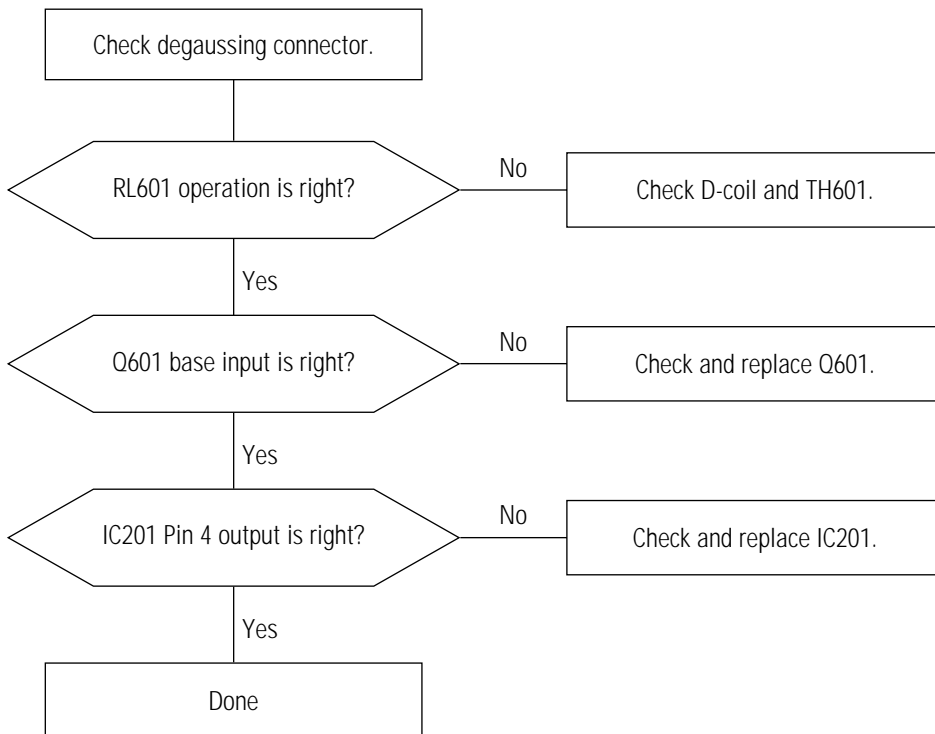 Check degaussing connector.
RL601 operation is right?
No
Check D-coil and TH601.
Yes
Q601 base input is right?
No
Check and replace Q601.
Yes
IC201 Pin 4 output is right?
No
Check and replace IC201.
Yes
Done